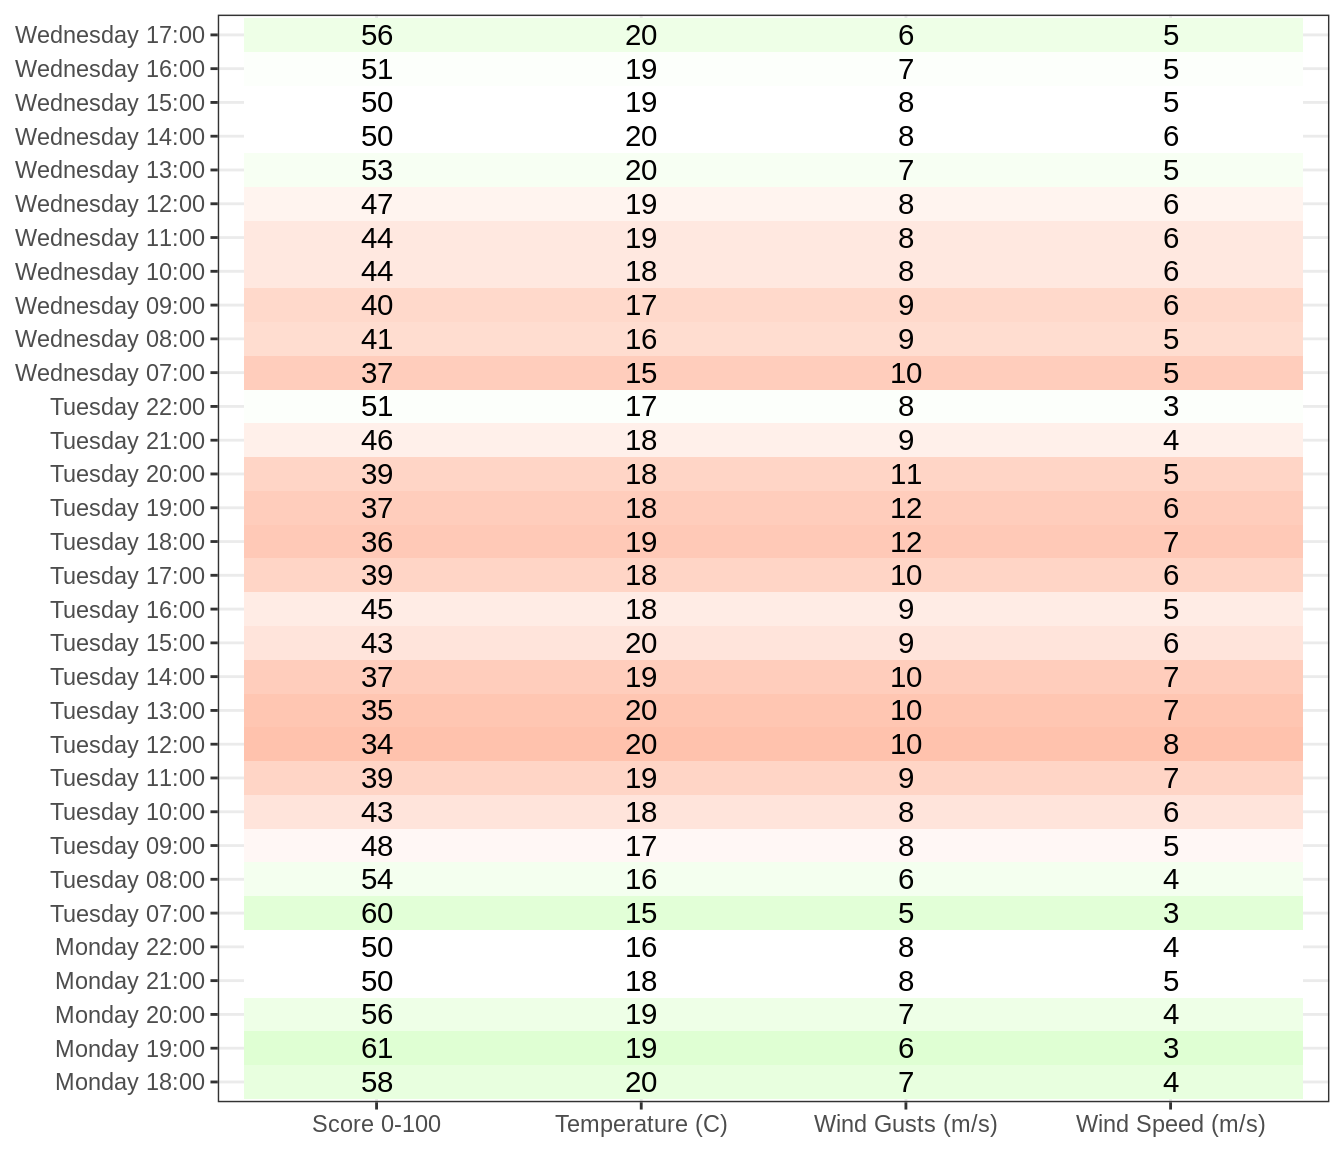 Wednesday 17:00 56 20 6 5
Wednesday 16:00 51 19 7 5
Wednesday 15:00 50 19 8 5
Wednesday 14:00 50 20 8 6
Wednesday 13:00 53 20 7 5
Wednesday 12:00 47 19 8 6
Wednesday 11:00 44 19 8 6
Wednesday 10:00 44 18 8 6
Wednesday 09:00 40 17 9 6
Wednesday 08:00 41 16 9 5
Wednesday 07:00 37 15 10 5
Tuesday 22:00 51 17 8 3
Tuesday 21:00 46 18 9 4
Tuesday 20:00 39 18 11 5
Tuesday 19:00 37 18 12 6
Tuesday 18:00 36 19 12 7
Tuesday 17:00 39 18 10 6
Tuesday 16:00 45 18 9 5
Tuesday 15:00 43 20 9 6
Tuesday 14:00 37 19 10 7
Tuesday 13:00 35 20 10 7
Tuesday 12:00 34 20 10 8
Tuesday 11:00 39 19 9 7
Tuesday 10:00 43 18 8 6
Tuesday 09:00 48 17 8 5
Tuesday 08:00 54 16 6 4
Tuesday 07:00 60 15 5 3
Monday 22:00 50 16 8 4
Monday 21:00 50 18 8 5
Monday 20:00 56 19 7 4
Monday 19:00 61 19 6 3
Monday 18:00 58 20 7 4
Score 0-100 Temperature (C) Wind Gusts (m/s) Wind Speed (m/s)